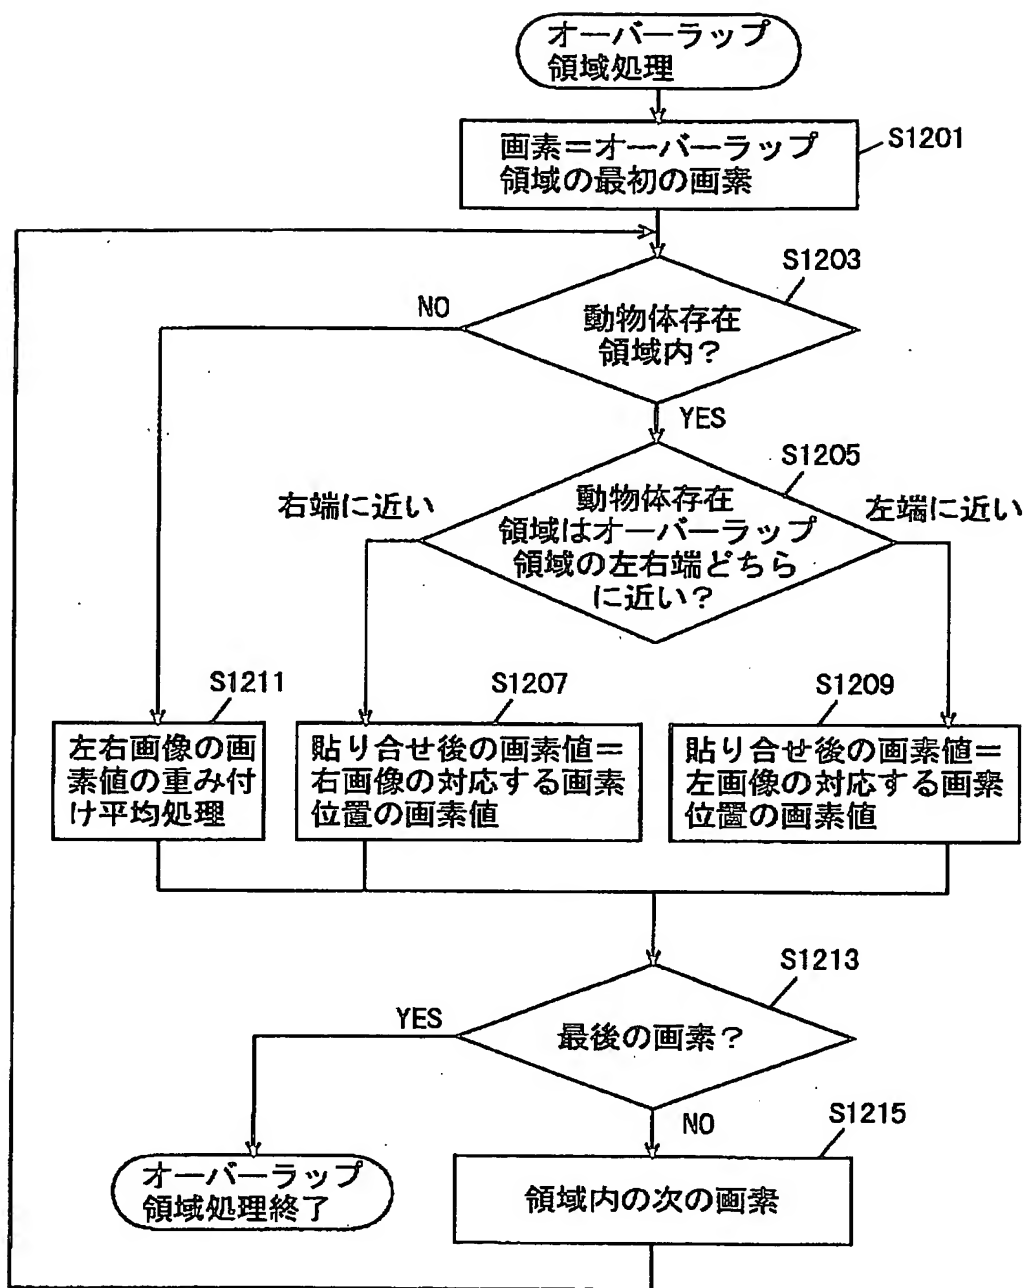 オーバーラップ
領域処理
S1201
画素＝オーバーラップ
領域の最初の画素
S1203
NO
動物体存在
領域内？
YES
S1205
右端に近い
動物体存在
領域はオーバーラップ
領域の左右端どちら
に近い？
左端に近い
S1211
左右画像の画
素値の重み付
け平均処理
S1207
貼り合せ後の画素値＝
右画像の対応する画素
位置の画素値
S1209
貼り合せ後の画素値＝
左画像の対応する画素
位置の画素値
S1213
YES
最後の画素？
NO
S1215
オーバーラップ
領域処理終了
領域内の次の画素